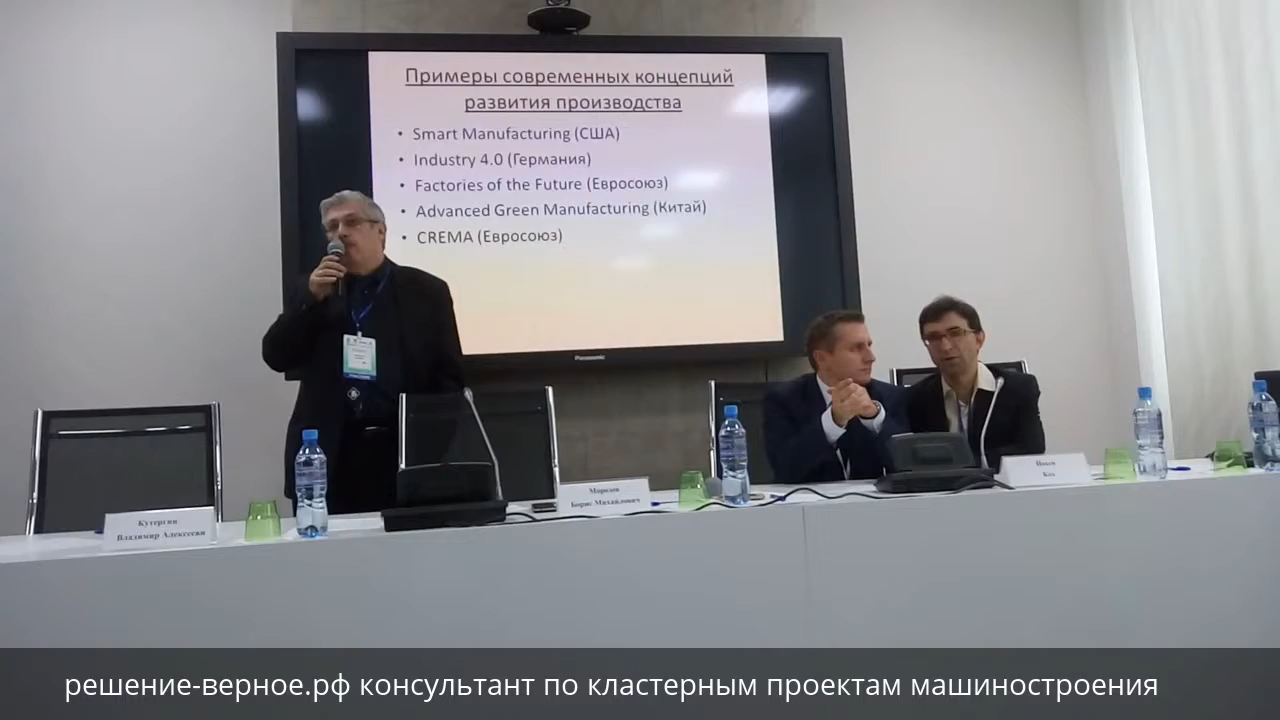 Примеры современных концепций
развития производства
• Smart Manufacturing (США)
• Industry 4.0 (Германия)
• Factories of the Future (Евросоюз)
• Advanced Green Manufacturing (Китай)
• CREMA (Евросоюз)
Panasonic
Борис Михайлович
Кутергин
Владимир Алексеевич
решение-верное.рф консультант по кластерным проектам машиностроения